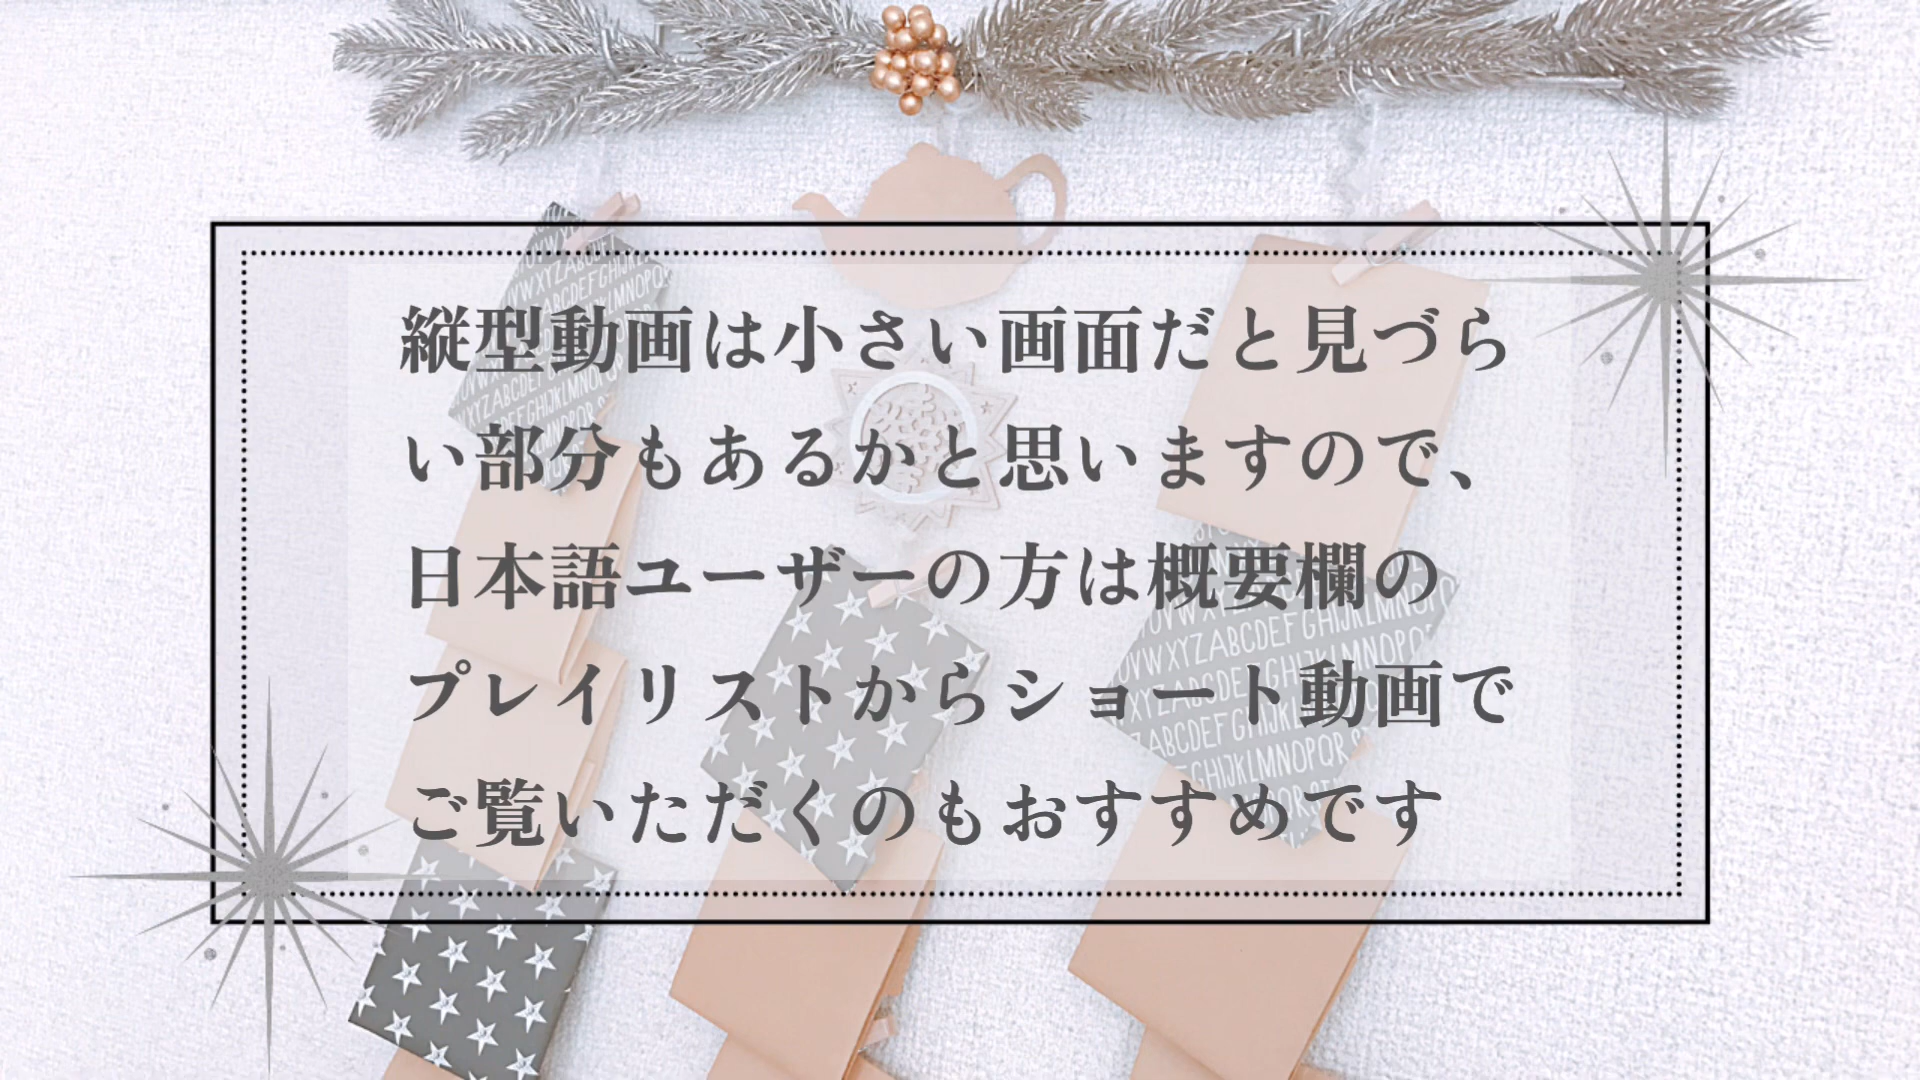 縦型動画は小さい画面だと見づら
い部分もあるかと思いますので、
日本語ユーザーの方は概要欄の
プレイリストからショート動画で
ご覧いただくのもおすすめです